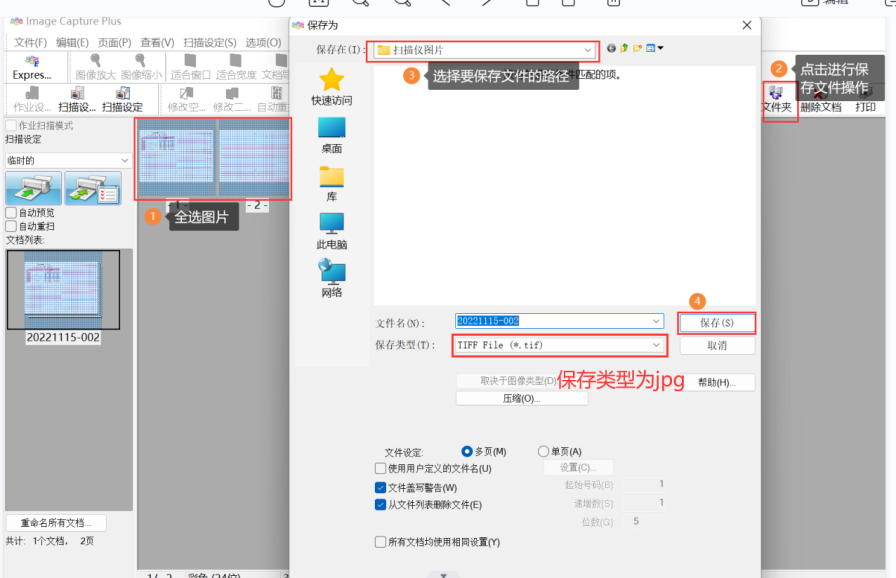 Image Capture Plus
文件(F) 编辑(E) 页面(P) 查看(V) 扫描设定(S) 选项(O)
Expres...
图像放大 图像缩小 适合窗口 适合宽度
作业设... 扫描设... 扫描设定 修改空... 修改二... 自动重
作业扫描模式
扫描设定
临时的
自动预览
自动重扫
文档列表:
20221115-002
重命名所有文档...
共计: 1个文档, 2页
- 1 -
- 2 -
1 全选图片
保存为
保存在(I):
扫描仪图片
3 选择要保存文件的路径
匹配的项。
快速访问
桌面
库
此电脑
网络
文件名(N):
20221115-002
4
保存(S)
保存类型(T):
TIFF File (*.tif)
取消
取决于图像类型(D)
保存类型为jpg
帮助(H)...
压缩(O)...
文件设定:
多页(M)
单页(A)
使用用户定义的文件名(U)
设置(C)...
文件盖写警告(W)
起始号码(B)
1
从文件列表删除文件(E)
递增数(S)
1
位数(G)
5
所有文档均使用相同设置(Y)
编辑
2 点击进行保
存文件操作
文件夹 删除文档 打印
1/ 2 彩色 (24位)